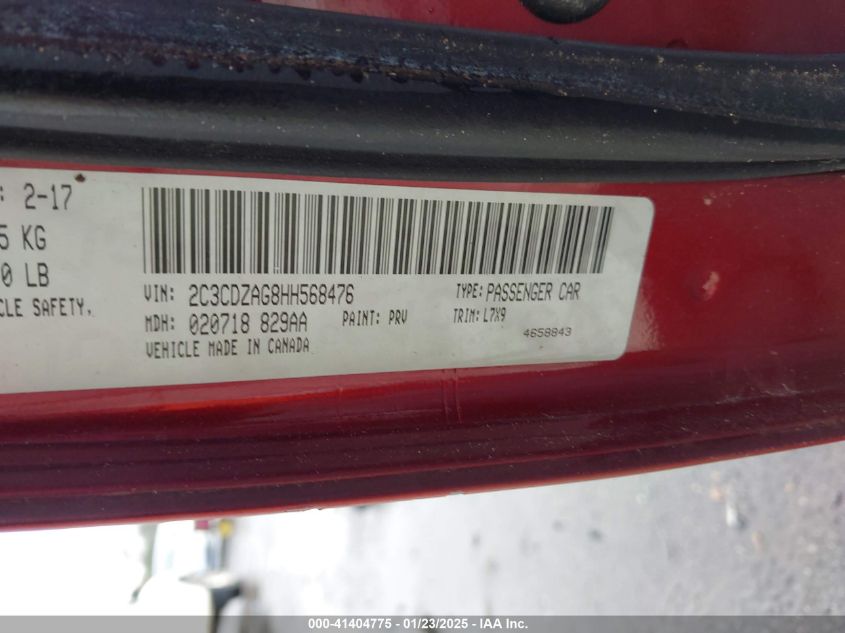 : 2-17
5 KG
0 LB
CLE SAFETY,
VIN: 2C3CDZAG8HH568476 TYPE: PASSENGER CAR
MDH: 020718 829AA PAINT: PRV TRIM: L7X9
VEHICLE MADE IN CANADA 4658843
000-41404775 - 01/23/2025 - IAA Inc.